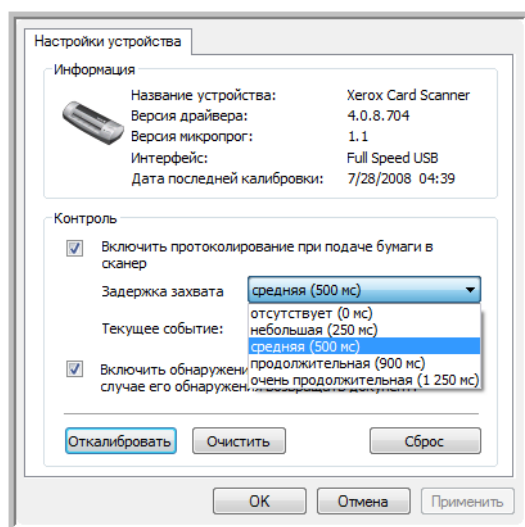 Настройки устройства
Информация
Название устройства: Xerox Card Scanner
Версия драйвера: 4.0.8.704
Версия микропрог: 1.1
Интерфейс: Full Speed USB
Дата последней калибровки: 7/28/2008 04:39
Контроль
Включить протоколирование при подаче бумаги в
сканер
Задержка захвата средняя (500 мс)
отсутствует (0 мс)
Текущее событие: небольшая (250 мс)
средняя (500 мс)
продолжительная (900 мс)
Включить обнаружени
очень продолжительная (1 250 мс)
случае его обнаружения возвращать документ.
Откалибровать Очистить Сброс
OK Отмена Применить